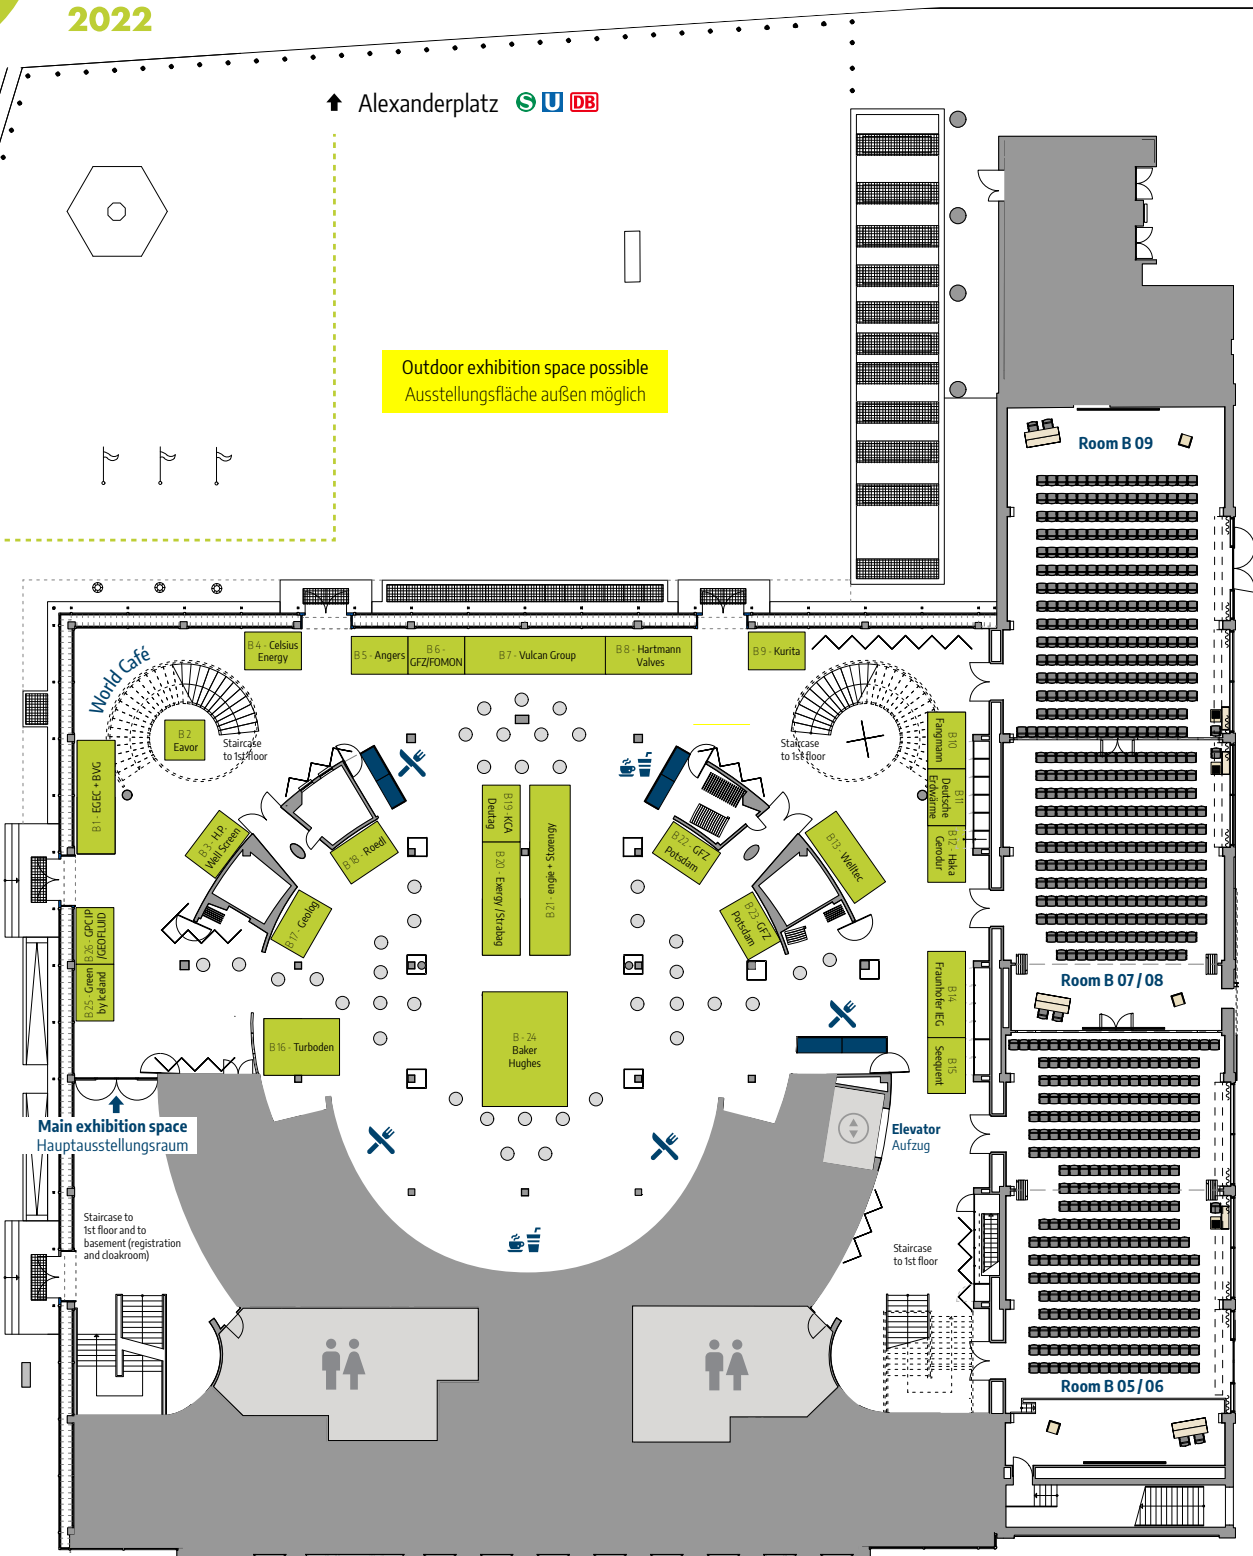 2022
Alexanderplatz S U DB
Outdoor exhibition space possible
Ausstellungsfläche außen möglich
Room B 09
World Café
B 4 - Celsius
Energy
B 5 - Angers
B 6 -
GFZ/FOMON
B 7 - Vulcan Group
B 8 - Hartmann
Valves
B 9 - Kurita
B 2
Eavor
Staircase
to 1st floor
Staircase
to 1st floor
B 10
Fangmann
B 11
Deutsche
Erdwärme
B 12 - Haka
Gerodur
B 1 - EGEC + BVG
B 3 - H.P.
Well Screen
B 18 - Roedl
B 17 - Geolog
B 19 - KCA
Deutag
B 20 - Exergy /Strabag
B 21 - engie + Storengy
B 22 - GFZ
Potsdam
B 13 - Welltec
B 23 - GFZ
Potsdam
B 26 - GPC IP
/GEOFLUID
B 25 - Green
by Iceland
B 14
Fraunhofer IEG
Room B 07/ 08
B 16 - Turboden
B - 24
Baker
Hughes
B 15
Seequent
Main exhibition space
Hauptausstellungsraum
Elevator
Aufzug
Staircase to
1st floor and to
basement (registration
and cloakroom)
Staircase
to 1st floor
Room B 05/ 06